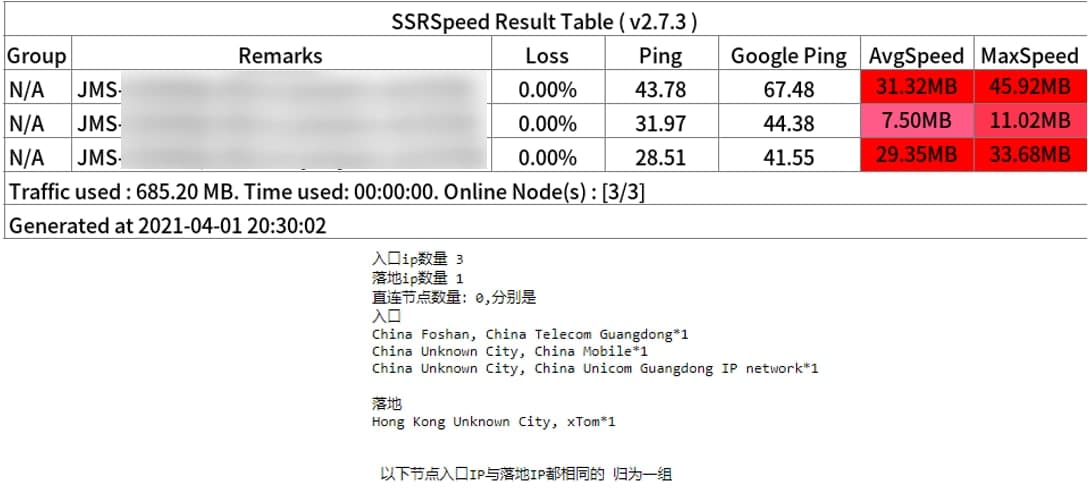 SSRSpeed Result Table ( v2.7.3 )
Group Remarks Loss Ping Google Ping AvgSpeed MaxSpeed
N/A JMS- 0.00% 43.78 67.48 31.32MB 45.92MB
N/A JMS- 0.00% 31.97 44.38 7.50MB 11.02MB
N/A JMS- 0.00% 28.51 41.55 29.35MB 33.68MB
Traffic used : 685.20 MB. Time used: 00:00:00. Online Node(s) : [3/3]
Generated at 2021-04-01 20:30:02
入口ip数量 3
落地ip数量 1
直连节点数量: 0,分别是
入口
China Foshan, China Telecom Guangdong*1
China Unknown City, China Mobile*1
China Unknown City, China Unicom Guangdong IP network*1
落地
Hong Kong Unknown City, xTom*1
以下节点入口IP与落地IP都相同的 归为一组